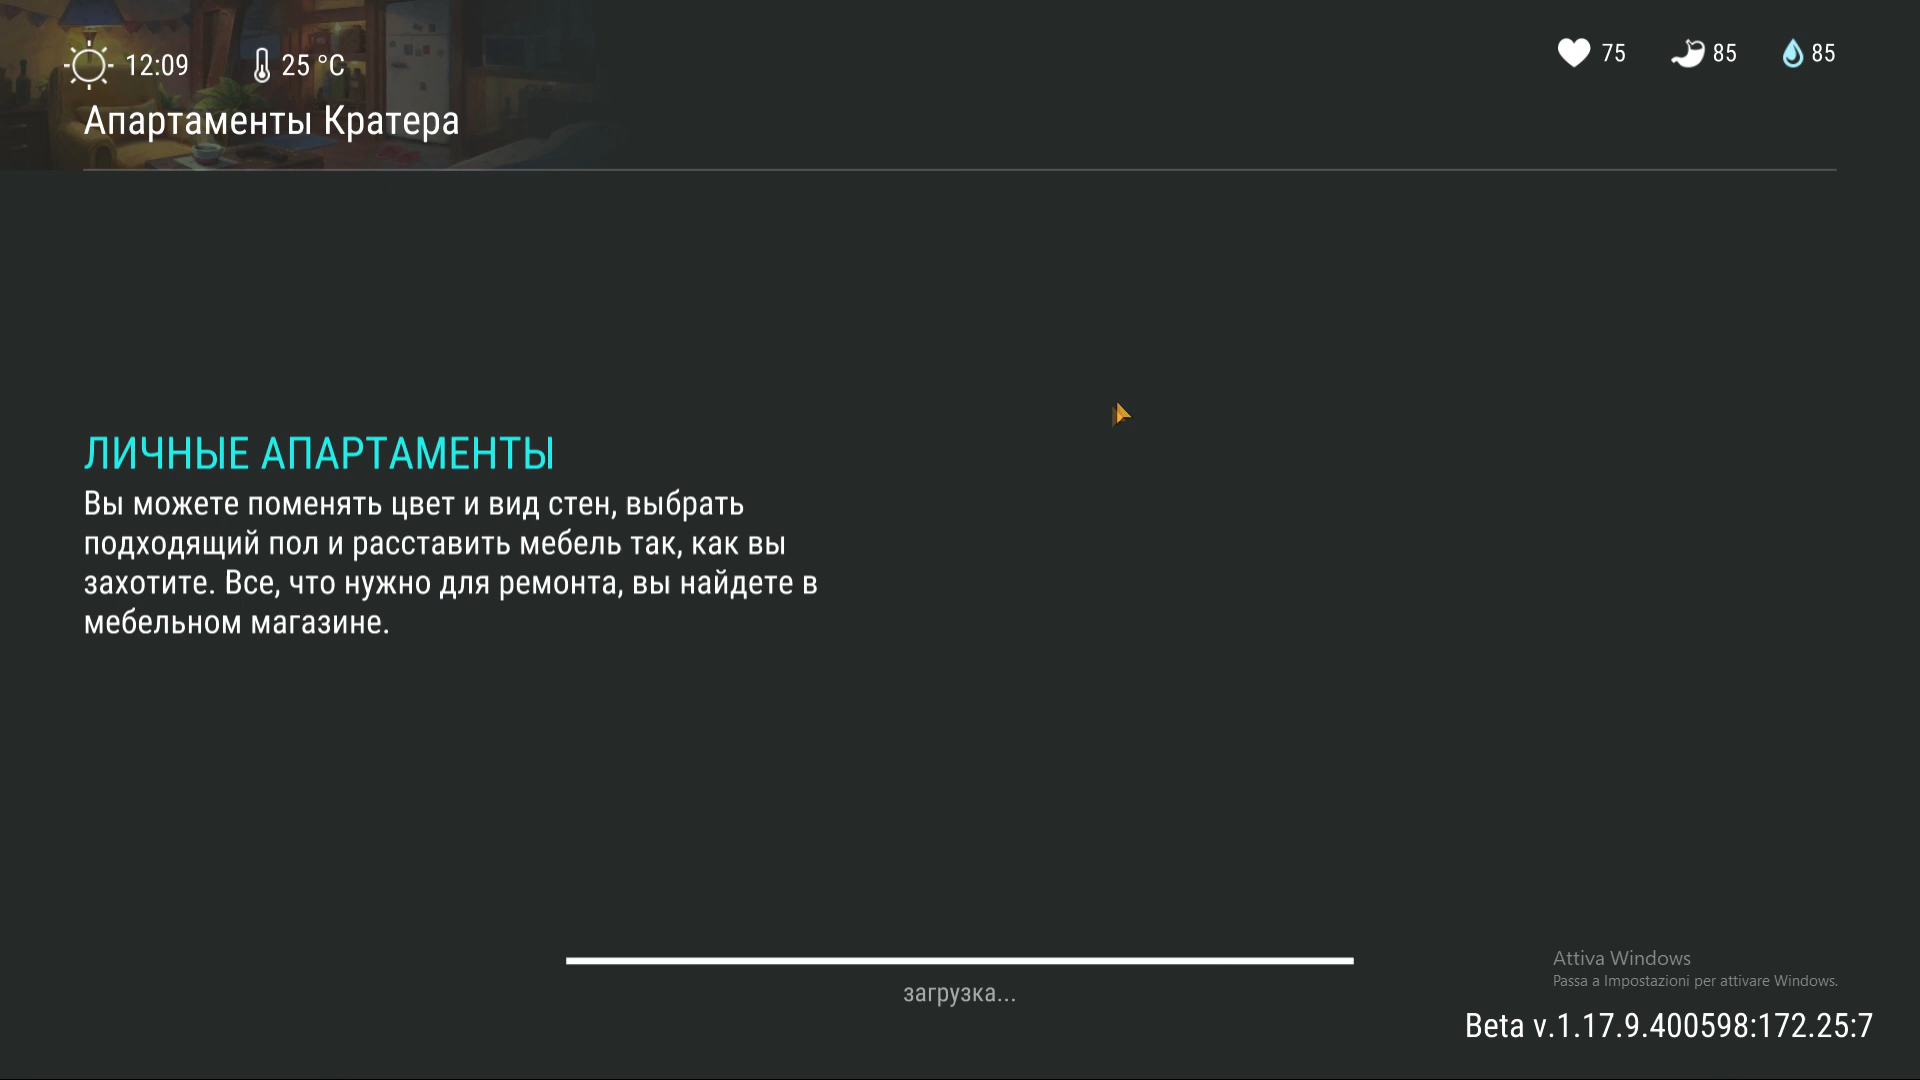 12:09 25 °C 75 85 85
Апартаменты Кратера
ЛИЧНЫЕ АПАРТАМЕНТЫ
Вы можете поменять цвет и вид стен, выбрать
подходящий пол и расставить мебель так, как вы
захотите. Все, что нужно для ремонта, вы найдете в
мебельном магазине.
загрузка...
Attiva Windows
Passa a Impostazioni per attivare Windows.
Beta v.1.17.9.400598:172.25:7